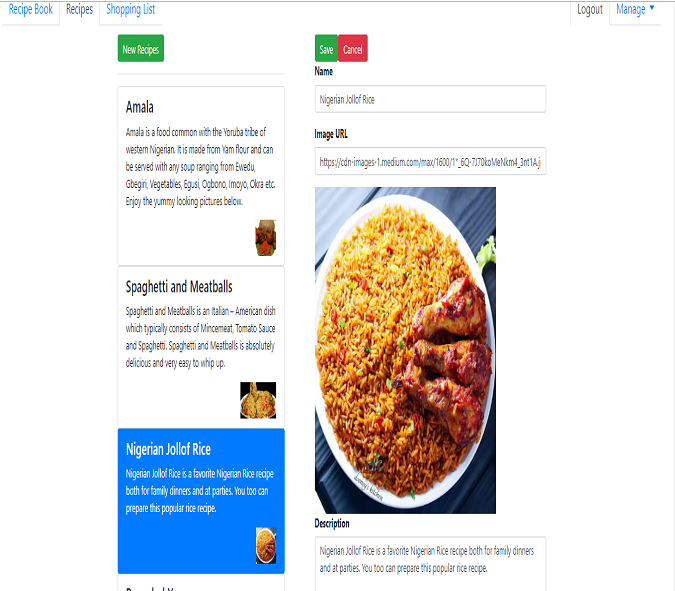 Recipe Book Recipes Shopping List Logout Manage
New Recipes
Amala
Amala is a food common with the Yoruba tribe of
western Nigerian. It is made from Yam flour and can
be served with any soup ranging from Ewedu,
Gbegiri, Vegetables, Egusi, Ogbono, Imoyo, Okra etc.
Enjoy the yummy looking pictures below.
Spaghetti and Meatballs
Spaghetti and Meatballs is an Italian – American dish
which typically consists of Mincemeat, Tomato Sauce
and Spaghetti. Spaghetti and Meatballs is absolutely
delicious and very easy to whip up.
Nigerian Jollof Rice
Nigerian Jollof Rice is a favorite Nigerian Rice recipe
both for family dinners and at parties. You too can
prepare this popular rice recipe.
Save Cancel
Name
Nigerian Jollof Rice
Image URL
https://cdn-images-1.medium.com/max/1600/1*_6Q-7J70koMeNkm4_3nt1A.j
Description
Nigerian Jollof Rice is a favorite Nigerian Rice recipe both for family dinners
and at parties. You too can prepare this popular rice recipe.